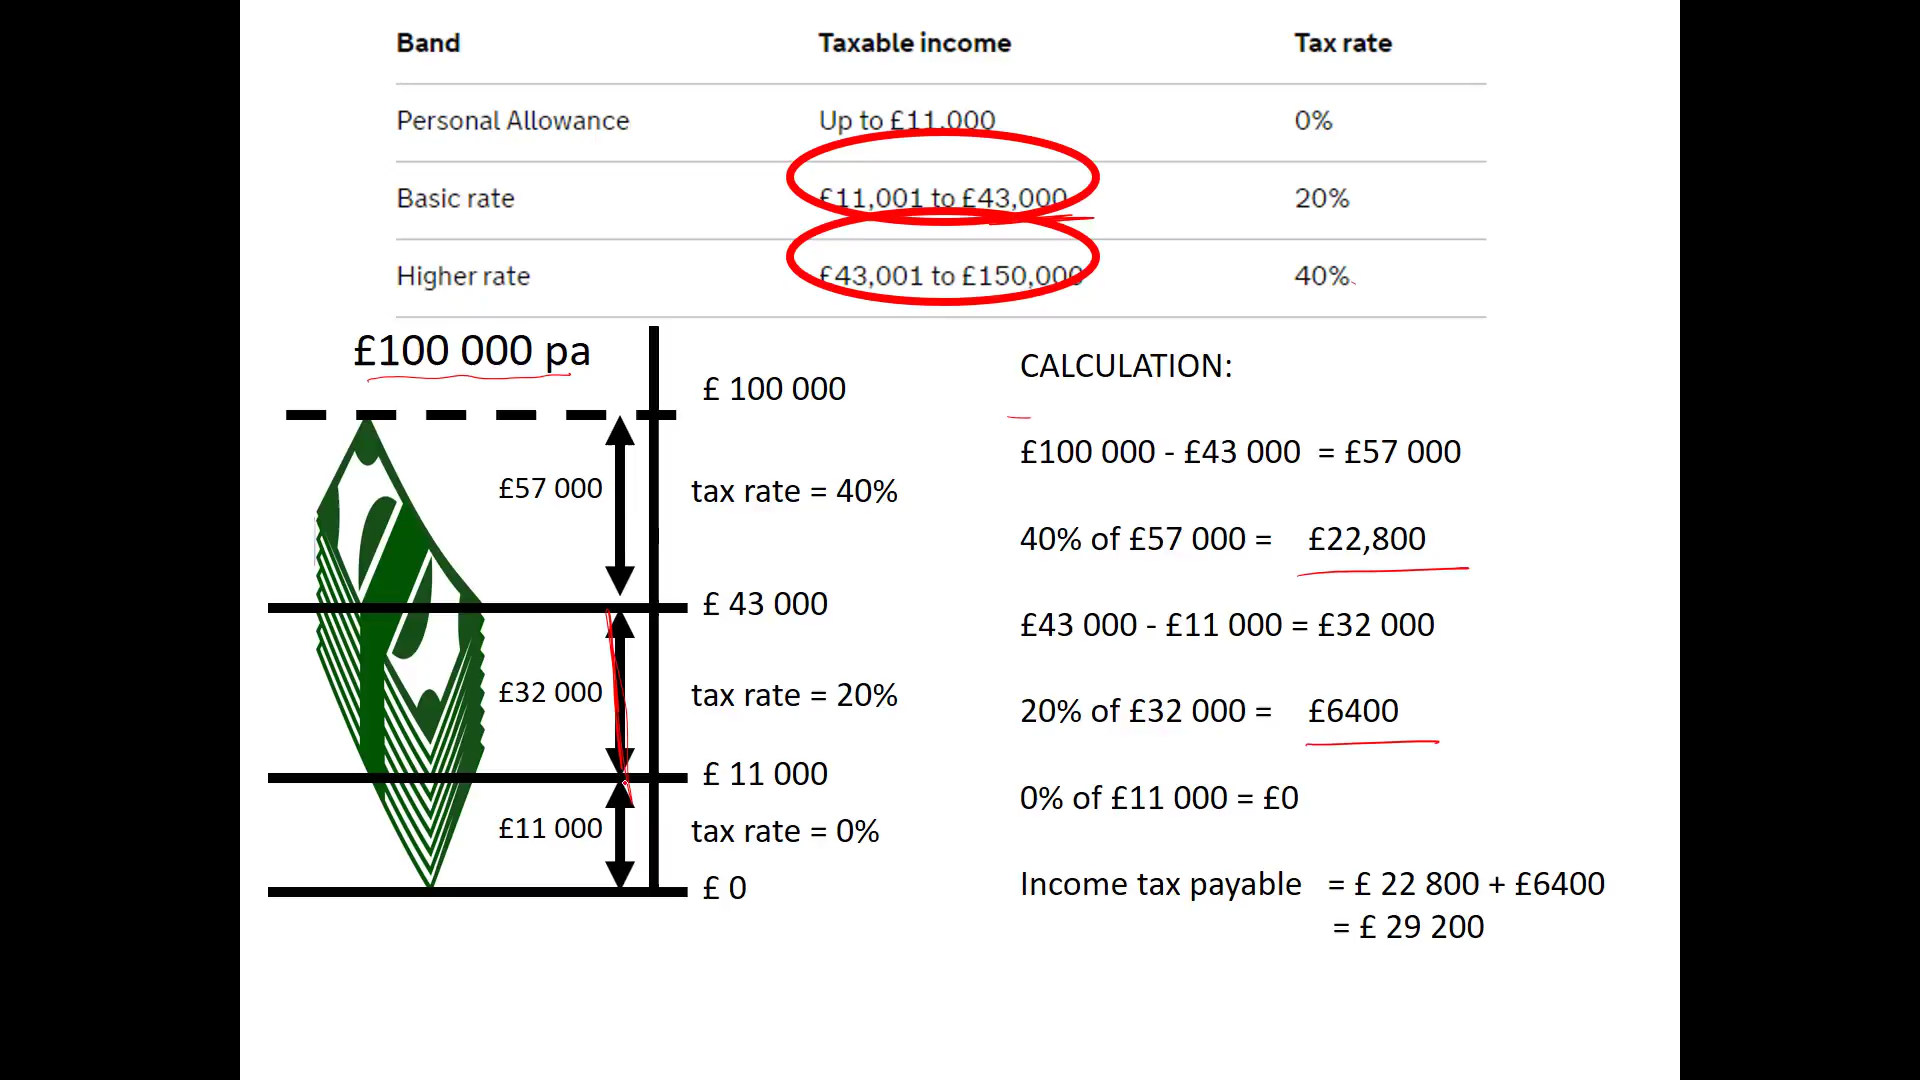 Band Taxable income Tax rate
Personal Allowance Up to £11,000 0%
Basic rate £11,001 to £43,000 20%
Higher rate £43,001 to £150,000 40%
£100 000 pa
£ 100 000
£57 000 tax rate = 40%
£ 43 000
£32 000 tax rate = 20%
£ 11 000
£11 000 tax rate = 0%
£ 0
CALCULATION:
£100 000 - £43 000 = £57 000
40% of £57 000 = £22,800
£43 000 - £11 000 = £32 000
20% of £32 000 = £6400
0% of £11 000 = £0
Income tax payable = £ 22 800 + £6400
= £ 29 200